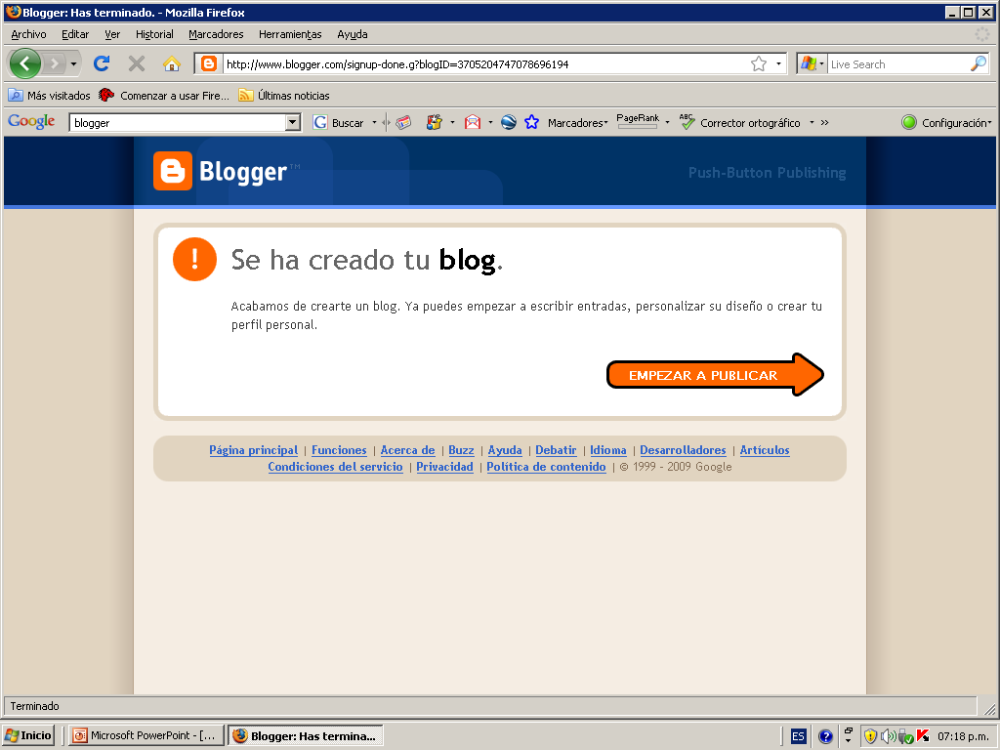 Blogger: Has terminado. - Mozilla Firefox
Archivo Editar Ver Historial Marcadores Herramientas Ayuda
http://www.blogger.com/signup-done.g?blogID=3705204747078696194 Live Search
Más visitados Comenzar a usar Fire... Últimas noticias
Google blogger G Buscar Marcadores PageRank ABC Corrector ortográfico » Configuración
Blogger™ Push-Button Publishing
! Se ha creado tu blog.
Acabamos de crearte un blog. Ya puedes empezar a escribir entradas, personalizar su diseño o crear tu
perfil personal.
EMPEZAR A PUBLICAR
Página principal | Funciones | Acerca de | Buzz | Ayuda | Debatir | Idioma | Desarrolladores | Artículos
Condiciones del servicio | Privacidad | Política de contenido | © 1999 - 2009 Google
Terminado
Inicio Microsoft PowerPoint - [... Blogger: Has termina... ES ? 07:18 p.m.